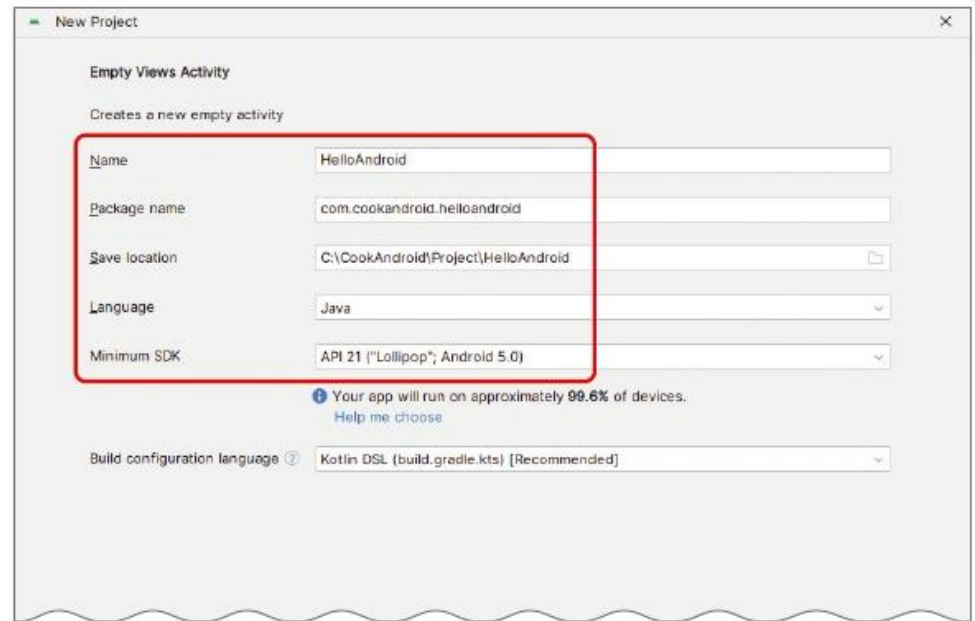 New Project
Empty Views Activity
Creates a new empty activity
Name HelloAndroid
Package name com.cookandroid.helloandroid
Save location C:\CookAndroid\Project\HelloAndroid
Language Java
Minimum SDK API 21 ("Lollipop"; Android 5.0)
Your app will run on approximately 99.6% of devices.
Help me choose
Build configuration language ? Kotlin DSL (build.gradle.kts) [Recommended]